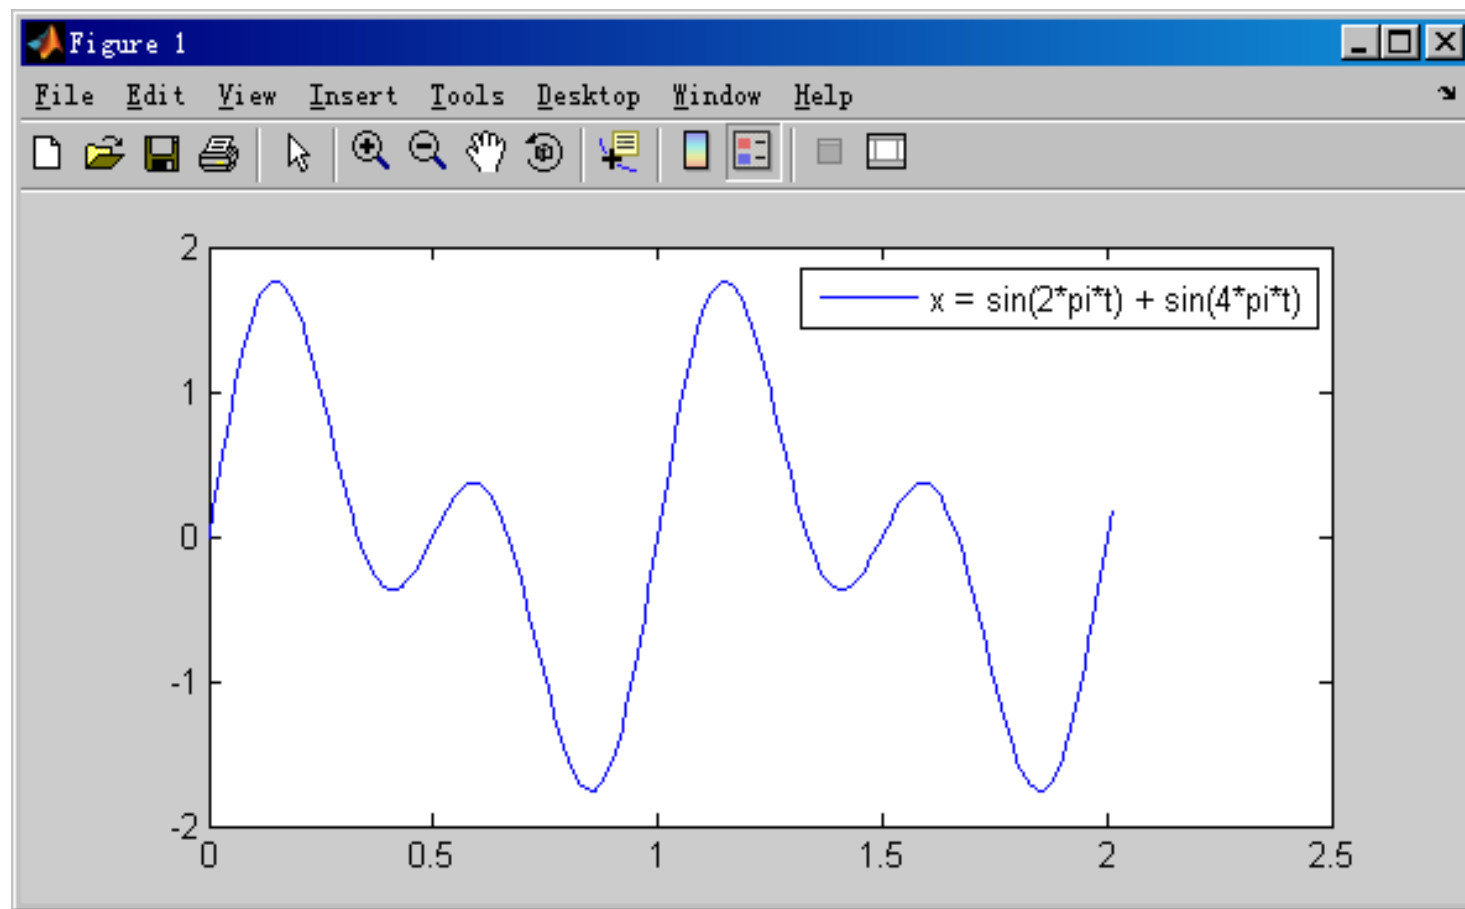 Figure 1
File Edit View Insert Tools Desktop Window Help
2
x = sin(2*pi*t) + sin(4*pi*t)
1
0
-1
-2
0 0.5 1 1.5 2 2.5